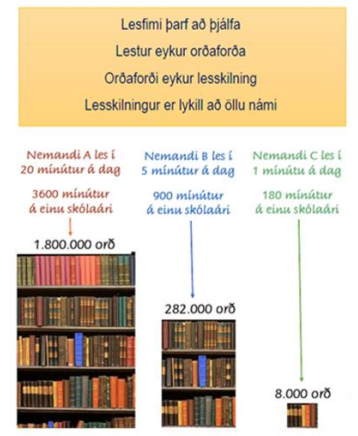 Lesfimi þarf að þjálfa
Lestur eykur orðaforða
Orðaforði eykur lesskilning
Lesskilningur er lykill að öllu námi
Nemandi A les í
20 mínútur á dag
3600 mínútur
á einu skólaári
1.800.000 orð
Nemandi B les í
5 mínútur á dag
900 mínútur
á einu skólaári
282.000 orð
Nemandi C les í
1 mínútu á dag
180 mínútur
á einu skólaári
8.000 orð